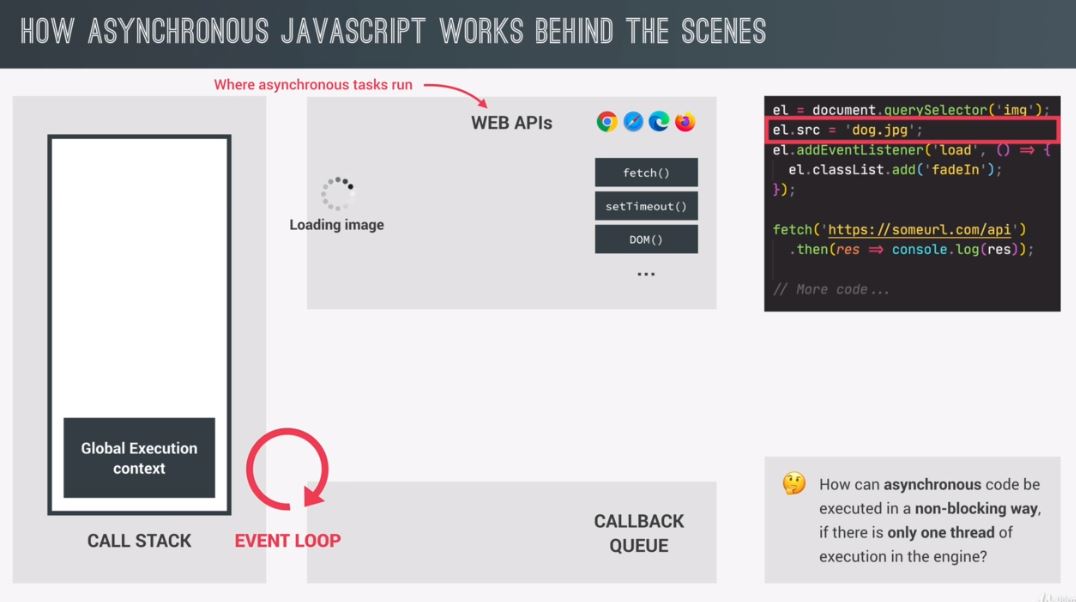 HOW ASYNCHRONOUS JAVASCRIPT WORKS BEHIND THE SCENES
Where asynchronous tasks run
WEB APIs
fetch()
setTimeout()
DOM()
...
Loading image
Global Execution
context
CALL STACK
EVENT LOOP
CALLBACK
QUEUE
el = document.querySelector('img');
el.src = 'dog.jpg';
el.addEventListener('load', () => {
el.classList.add('fadeIn');
});
fetch('https://someurl.com/api')
.then(res => console.log(res));
// More code...
How can asynchronous code be
executed in a non-blocking way,
if there is only one thread of
execution in the engine?